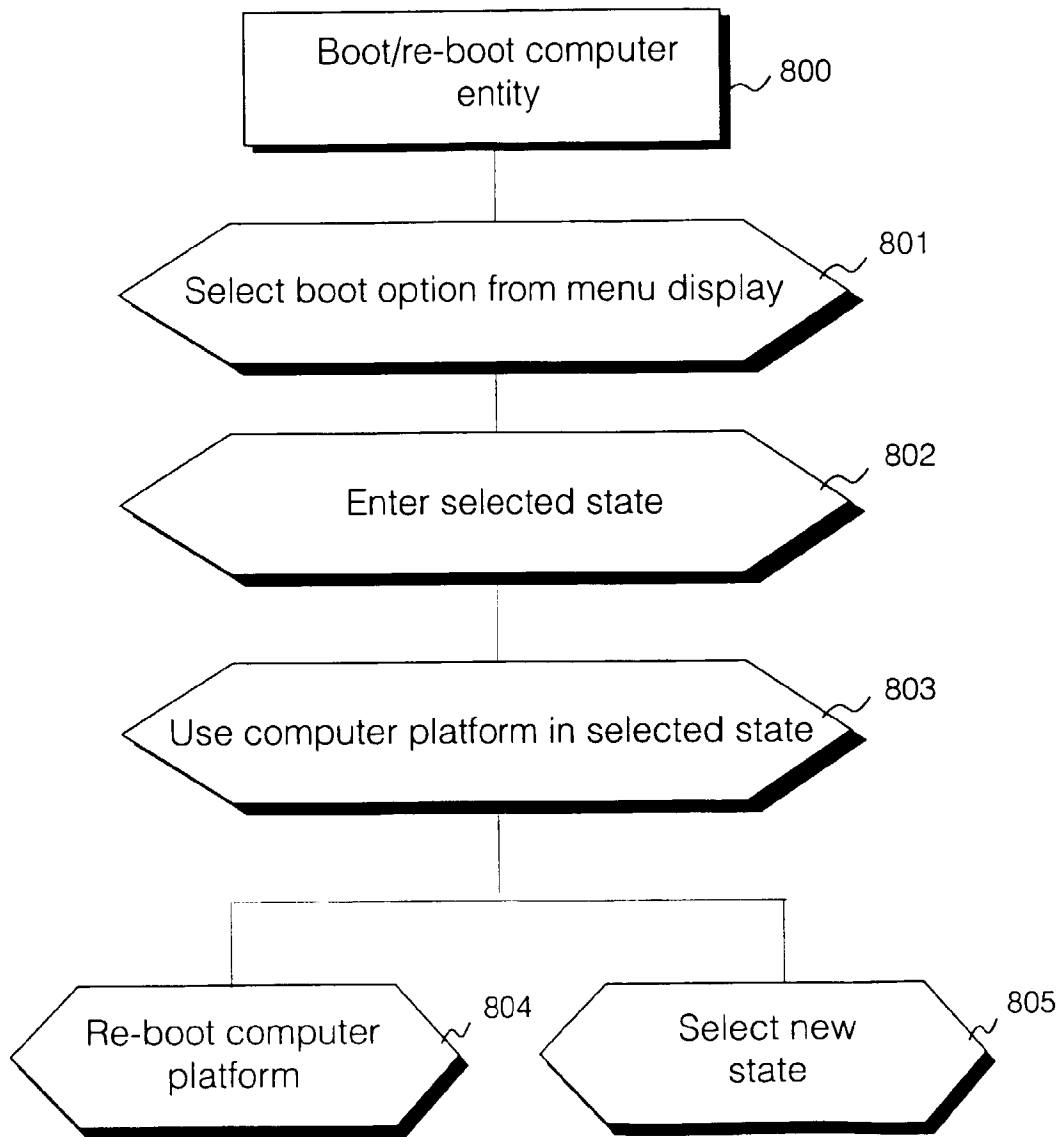 Boot/re-boot computer
entity
800
801
Select boot option from menu display
802
Enter selected state
803
Use computer platform in selected state
804
Re-boot computer
platform
805
Select new
state